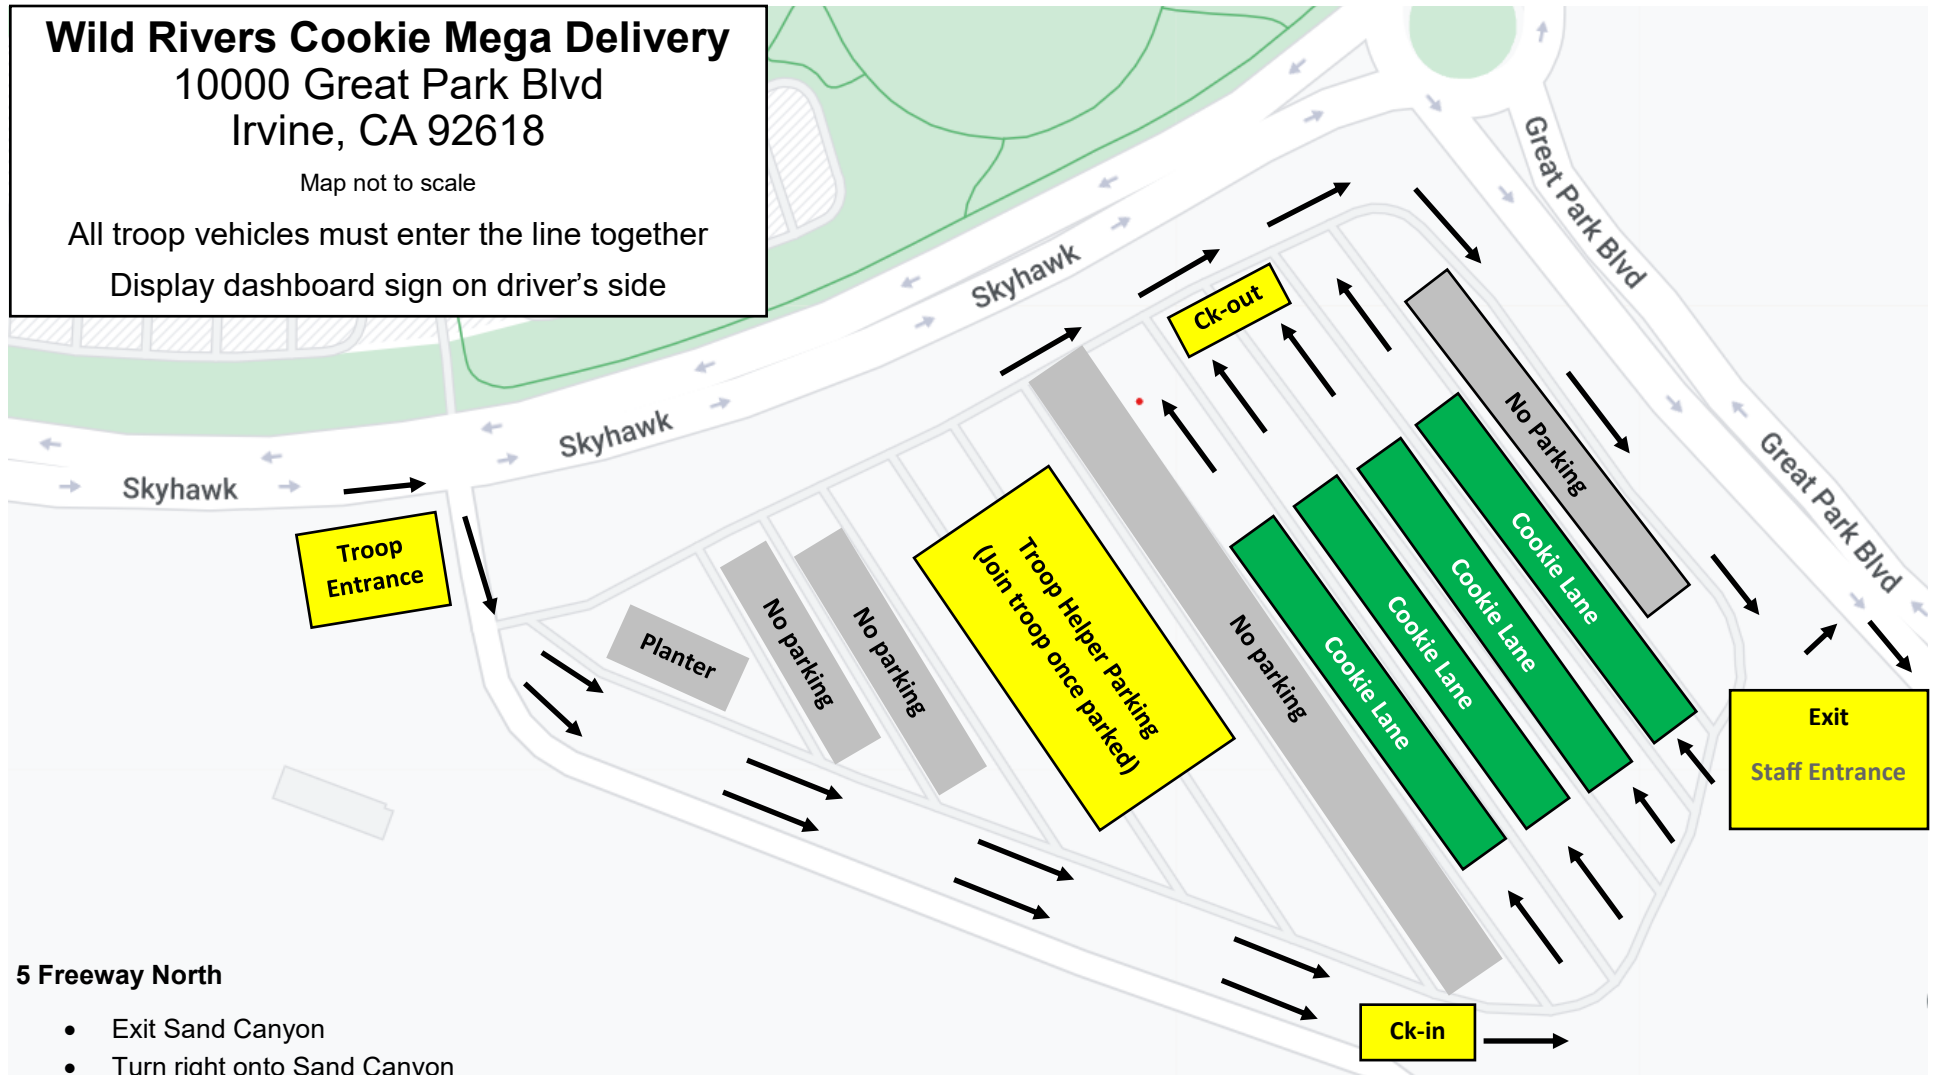 Wild Rivers Cookie Mega Delivery
10000 Great Park Blvd
Irvine, CA 92618
Map not to scale
All troop vehicles must enter the line together
Display dashboard sign on driver's side
Great Park Blvd
Skyhawk
Ck-out
Skyhawk
Skyhawk
No Parking
Great Park Blvd
Troop
Entrance
Planter
No parking
No parking
Troop Helper Parking
(Join troop once parked)
No parking
Cookie Lane
Cookie Lane
Cookie Lane
Cookie Lane
Exit
Staff Entrance
Ck-in
5 Freeway North
• Exit Sand Canyon
• Turn right onto Sand Canyon